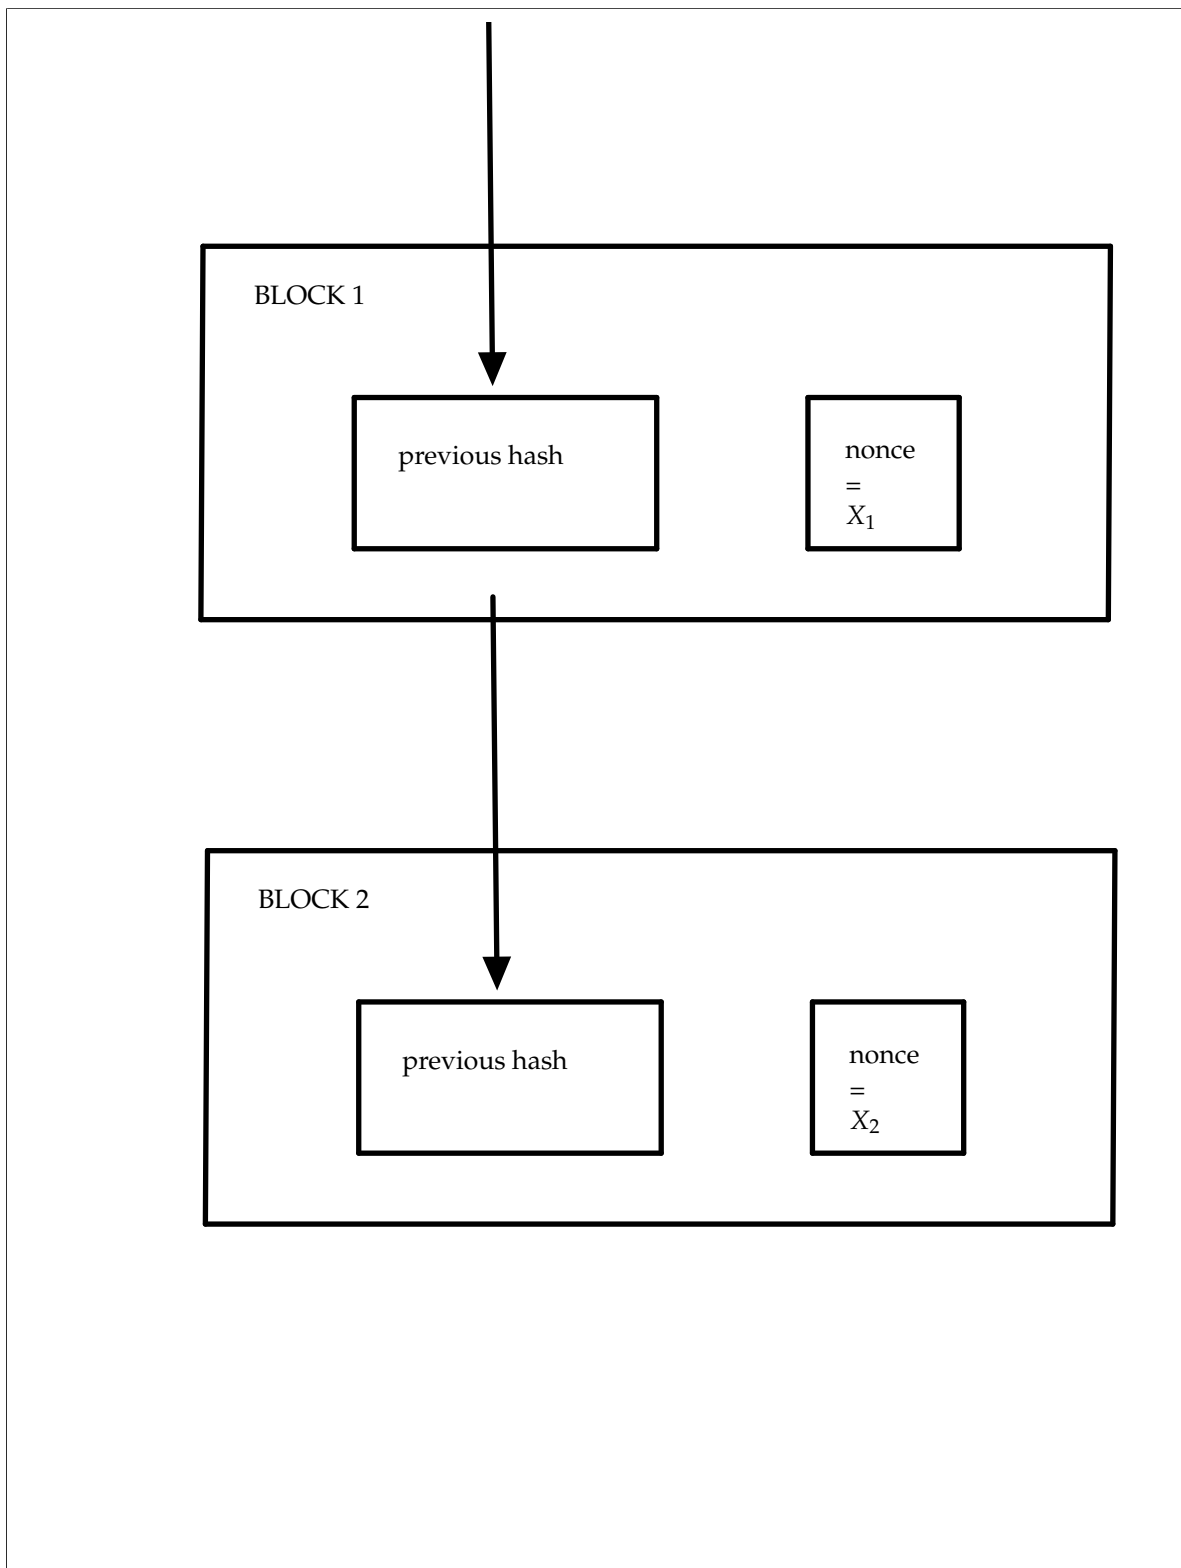 BLOCK 1
previous hash
nonce
=
X₁
BLOCK 2
previous hash
nonce
=
X₂